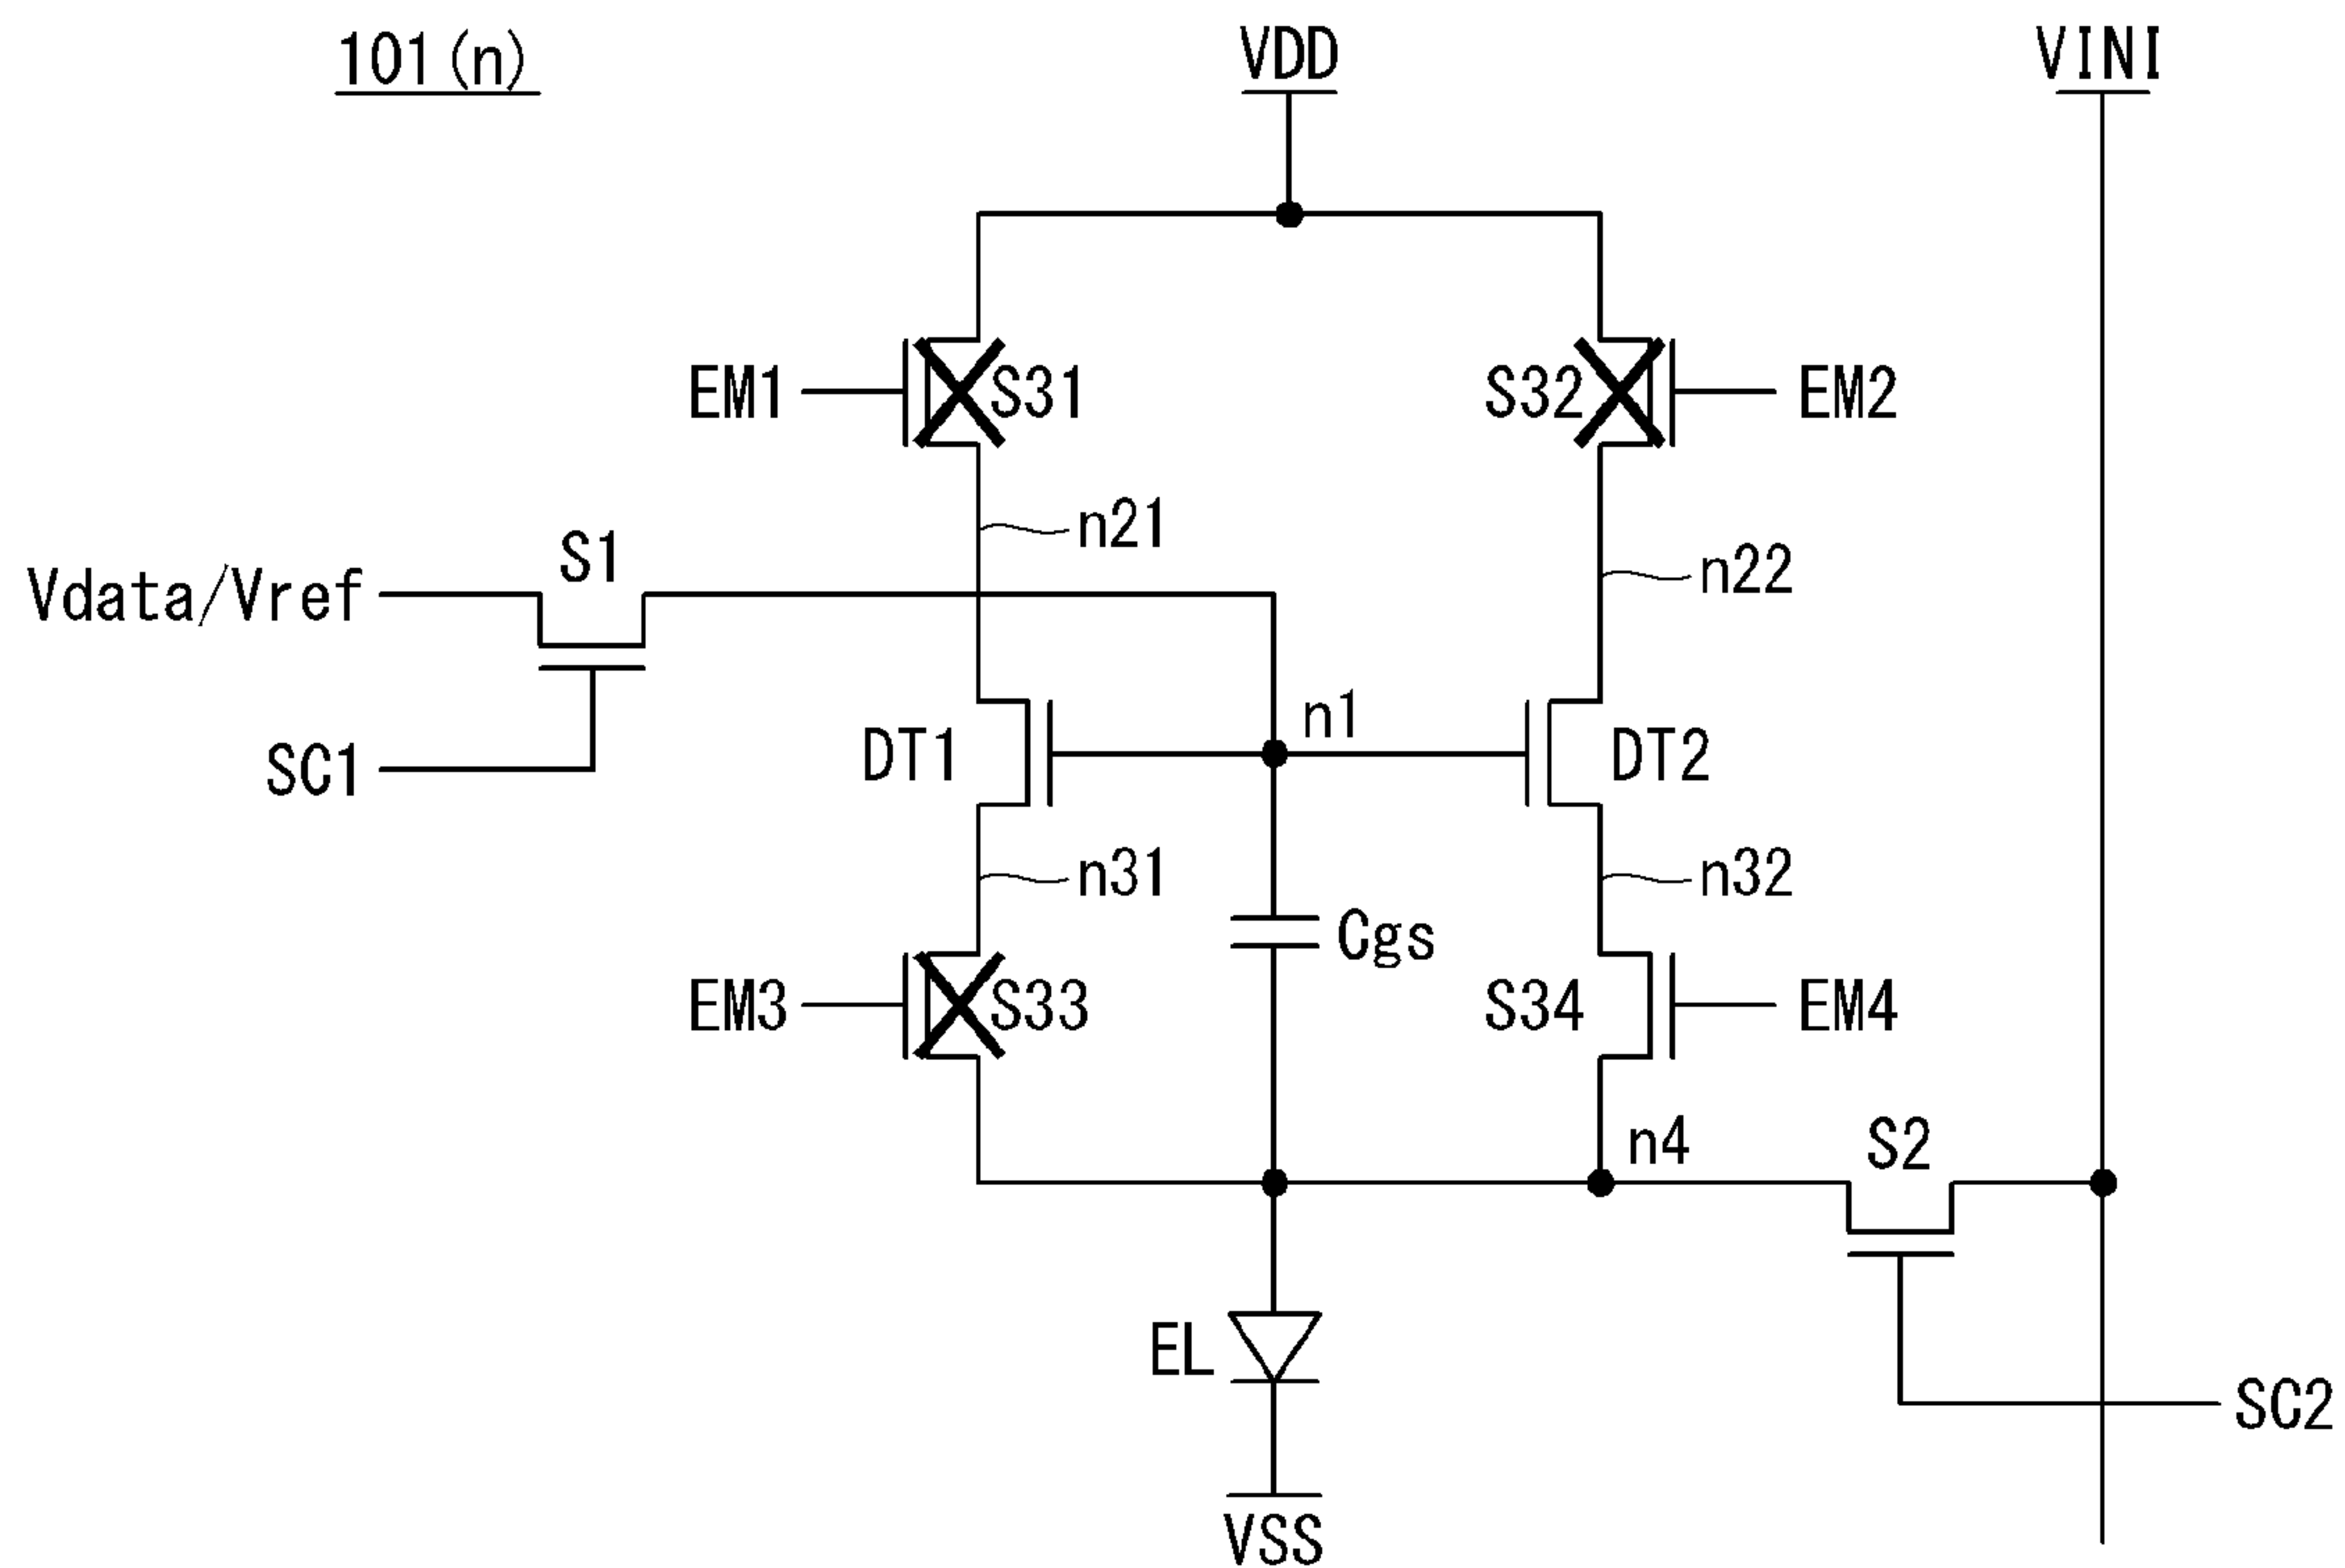 101(n)
VDD
VINI
EM1
S31
S32
EM2
n21
S1
n22
Vdata/Vref
n1
DT1
DT2
SC1
n31
n32
Cgs
EM3
S33
S34
EM4
n4
S2
EL
SC2
VSS